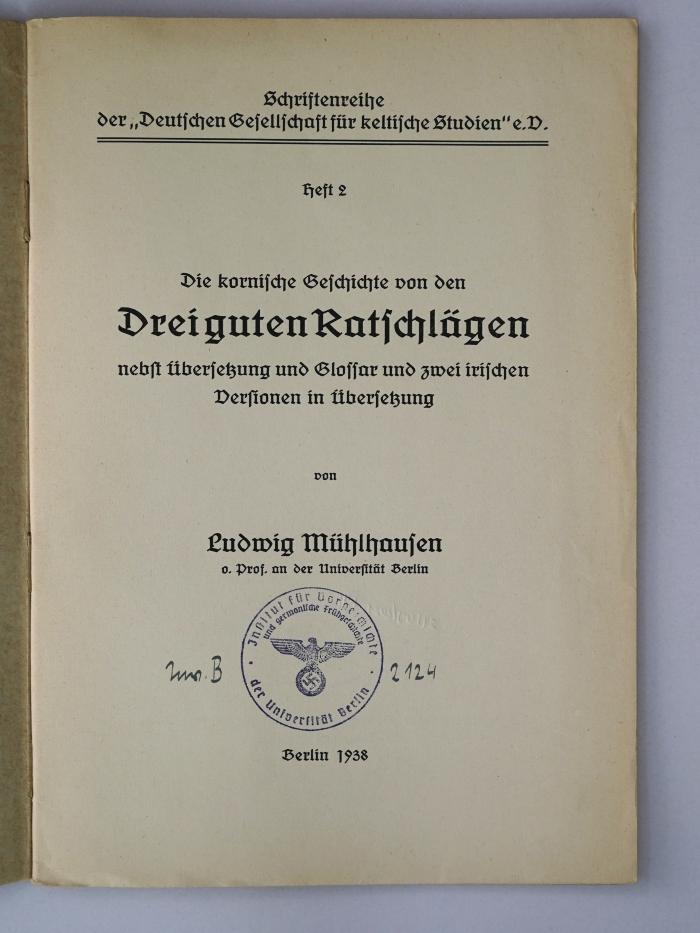 Schriftenreihe
der „Deutschen Gesellschaft für keltische Studien" e.V.
Heft 2
Die kornische Geschichte von den
Drei guten Ratschlägen
nebst Übersetzung und Glossar und zwei irischen
Versionen in Übersetzung
von
Ludwig Mühlhausen
o. Prof. an der Universität Berlin
Institut für Vorgeschichte
und germanische Frühgeschichte
der Universität Berlin
Inv. B 2124
Berlin 1938